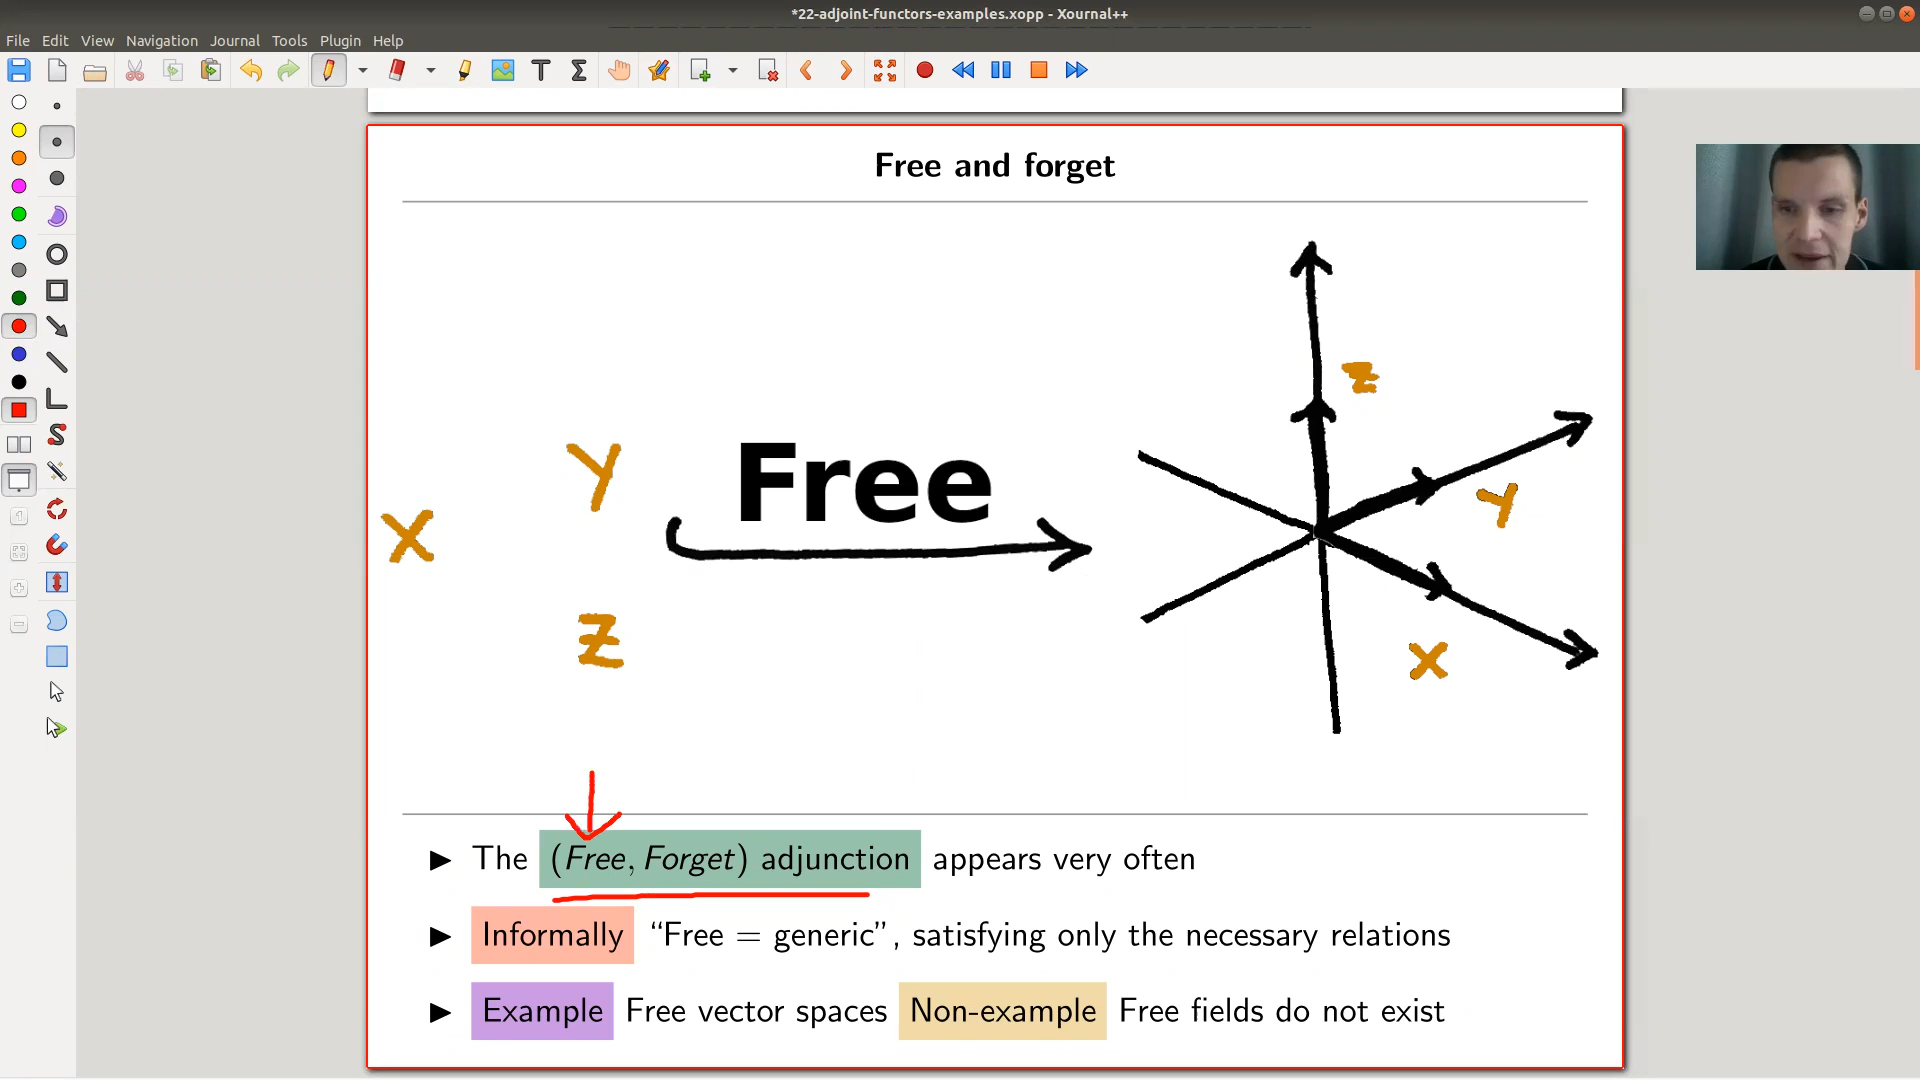 *22-adjoint-functors-examples.xopp - Xournal++
File Edit View Navigation Journal Tools Plugin Help
Free and forget
Z
Y
Free
Y
X
Z
X
▶ The (Free, Forget) adjunction appears very often
▶ Informally “Free = generic”, satisfying only the necessary relations
▶ Example Free vector spaces Non-example Free fields do not exist